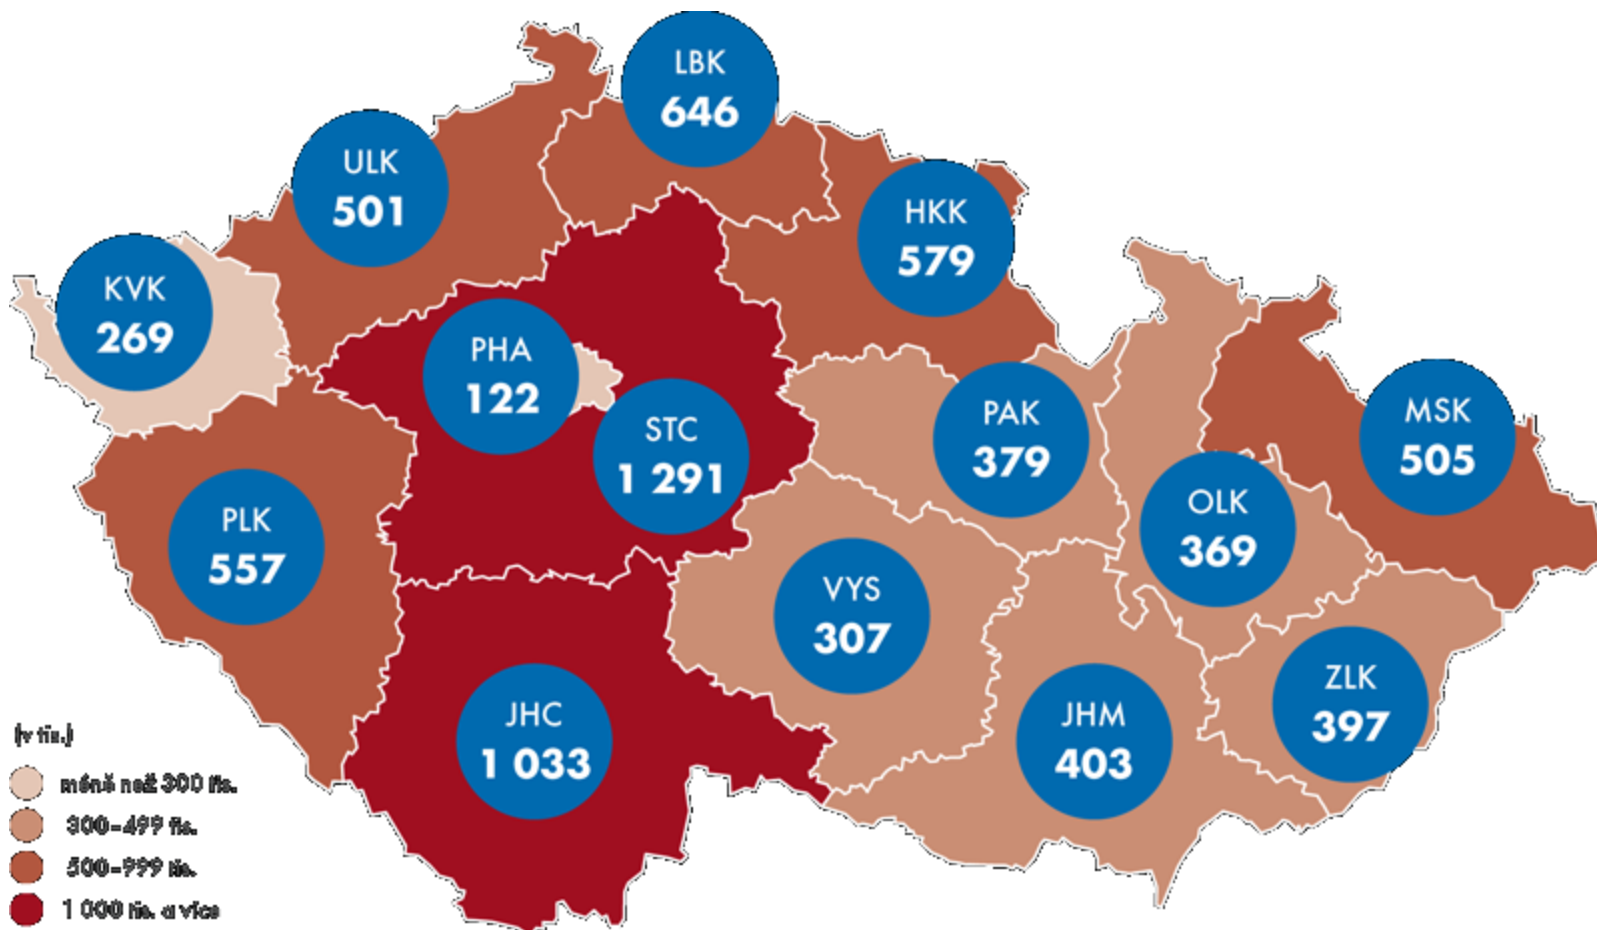 LBK
646
ULK
501
HKK
579
KVK
269
PHA
122
PAK
379
MSK
505
STC
1 291
OLK
369
PLK
557
VYS
307
ZLK
397
JHC
1 033
JHM
403
(v tis.)
méně než 300 tis.
300–499 tis.
500–999 tis.
1 000 tis. a více